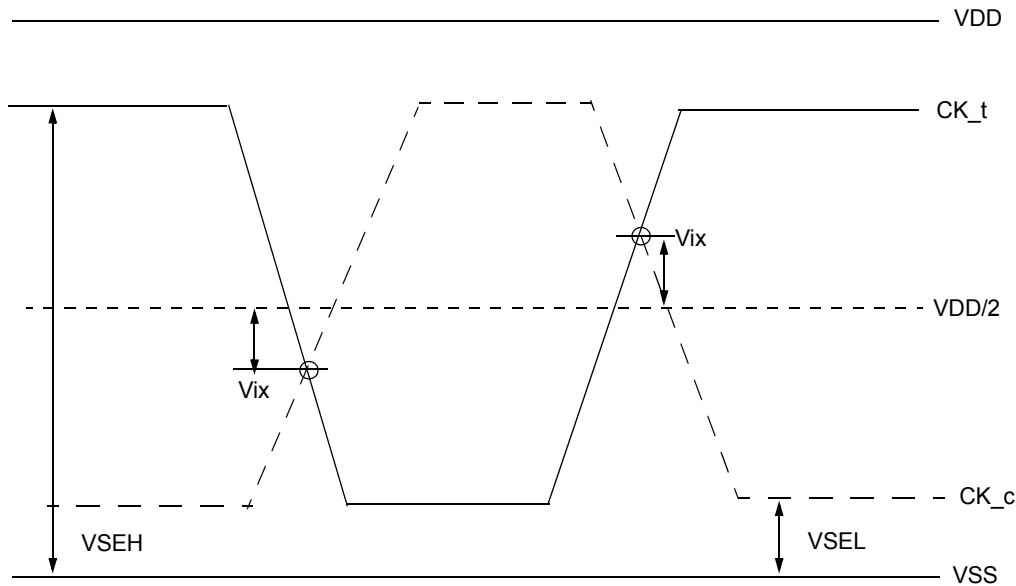 VDD
CK_t
Vix
VDD/2
Vix
CK_c
VSEH
VSEL
VSS